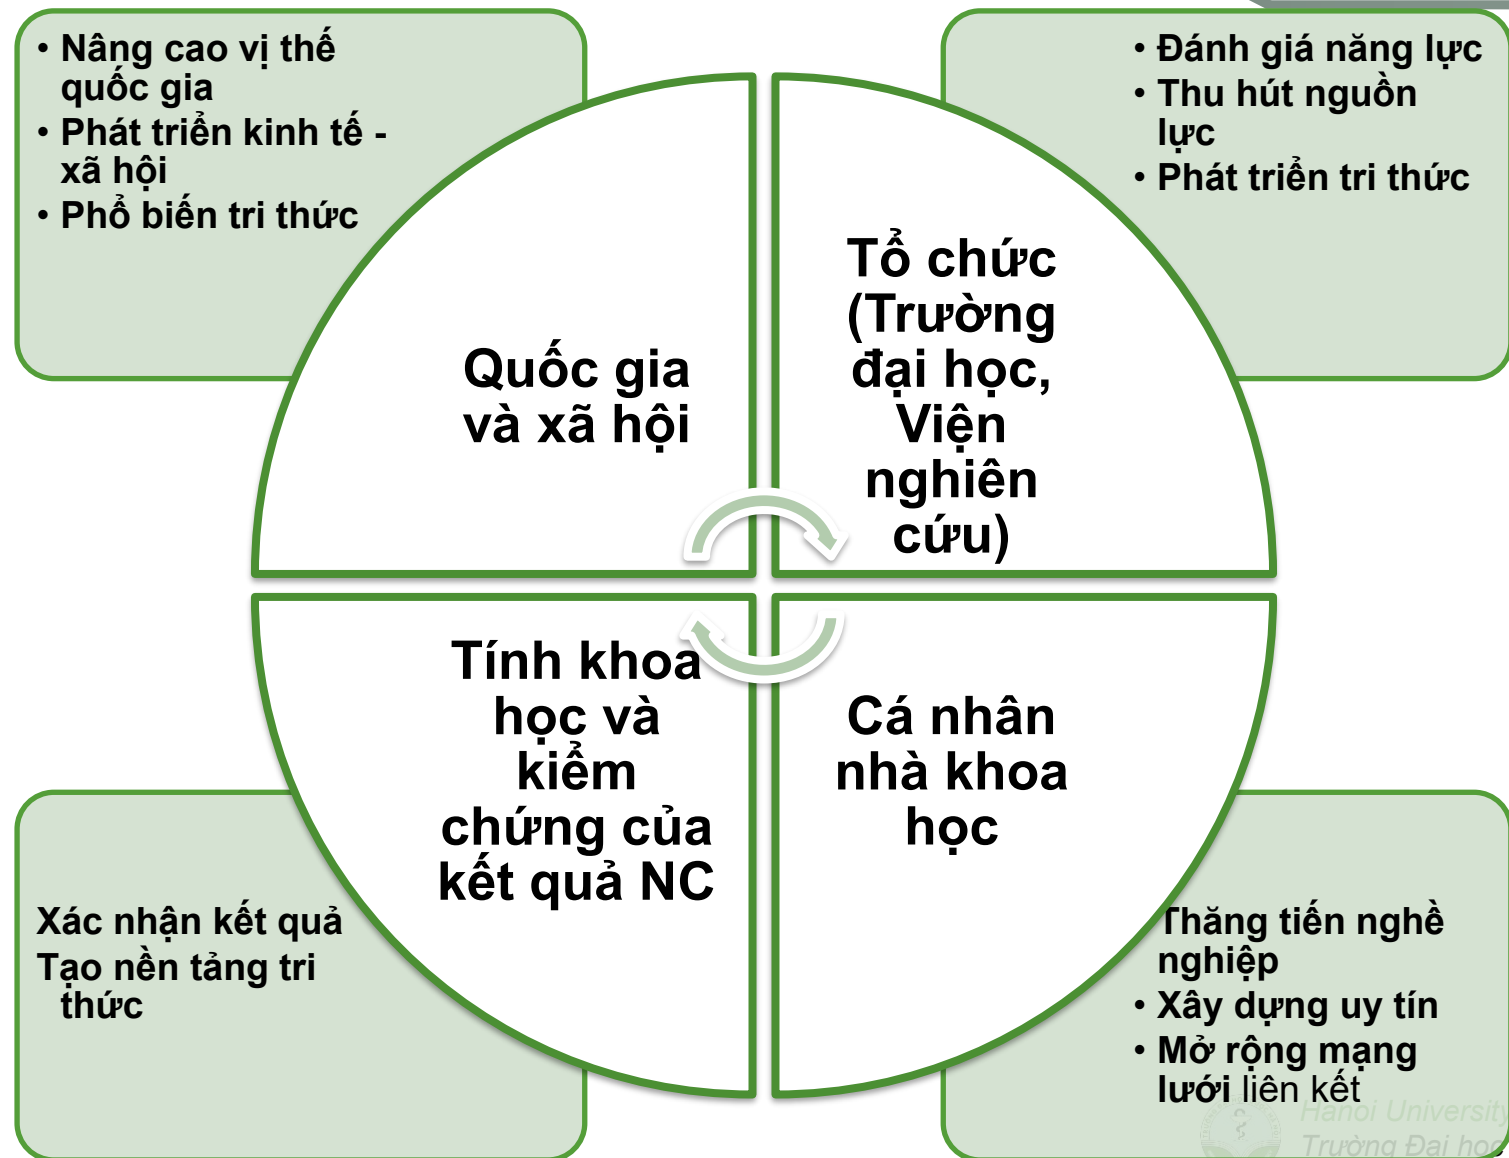 • Nâng cao vị thế
quốc gia
• Phát triển kinh tế -
xã hội
• Phổ biến tri thức
• Đánh giá năng lực
• Thu hút nguồn
lực
• Phát triển tri thức
Quốc gia
và xã hội
Tổ chức
(Trường
đại học,
Viện
nghiên
cứu)
Tính khoa
học và
kiểm
chứng của
kết quả NC
Cá nhân
nhà khoa
học
Xác nhận kết quả
Tạo nền tảng tri
thức
Thăng tiến nghề
nghiệp
• Xây dựng uy tín
• Mở rộng mạng
lưới liên kết
Hanoi University
Trường Đại học